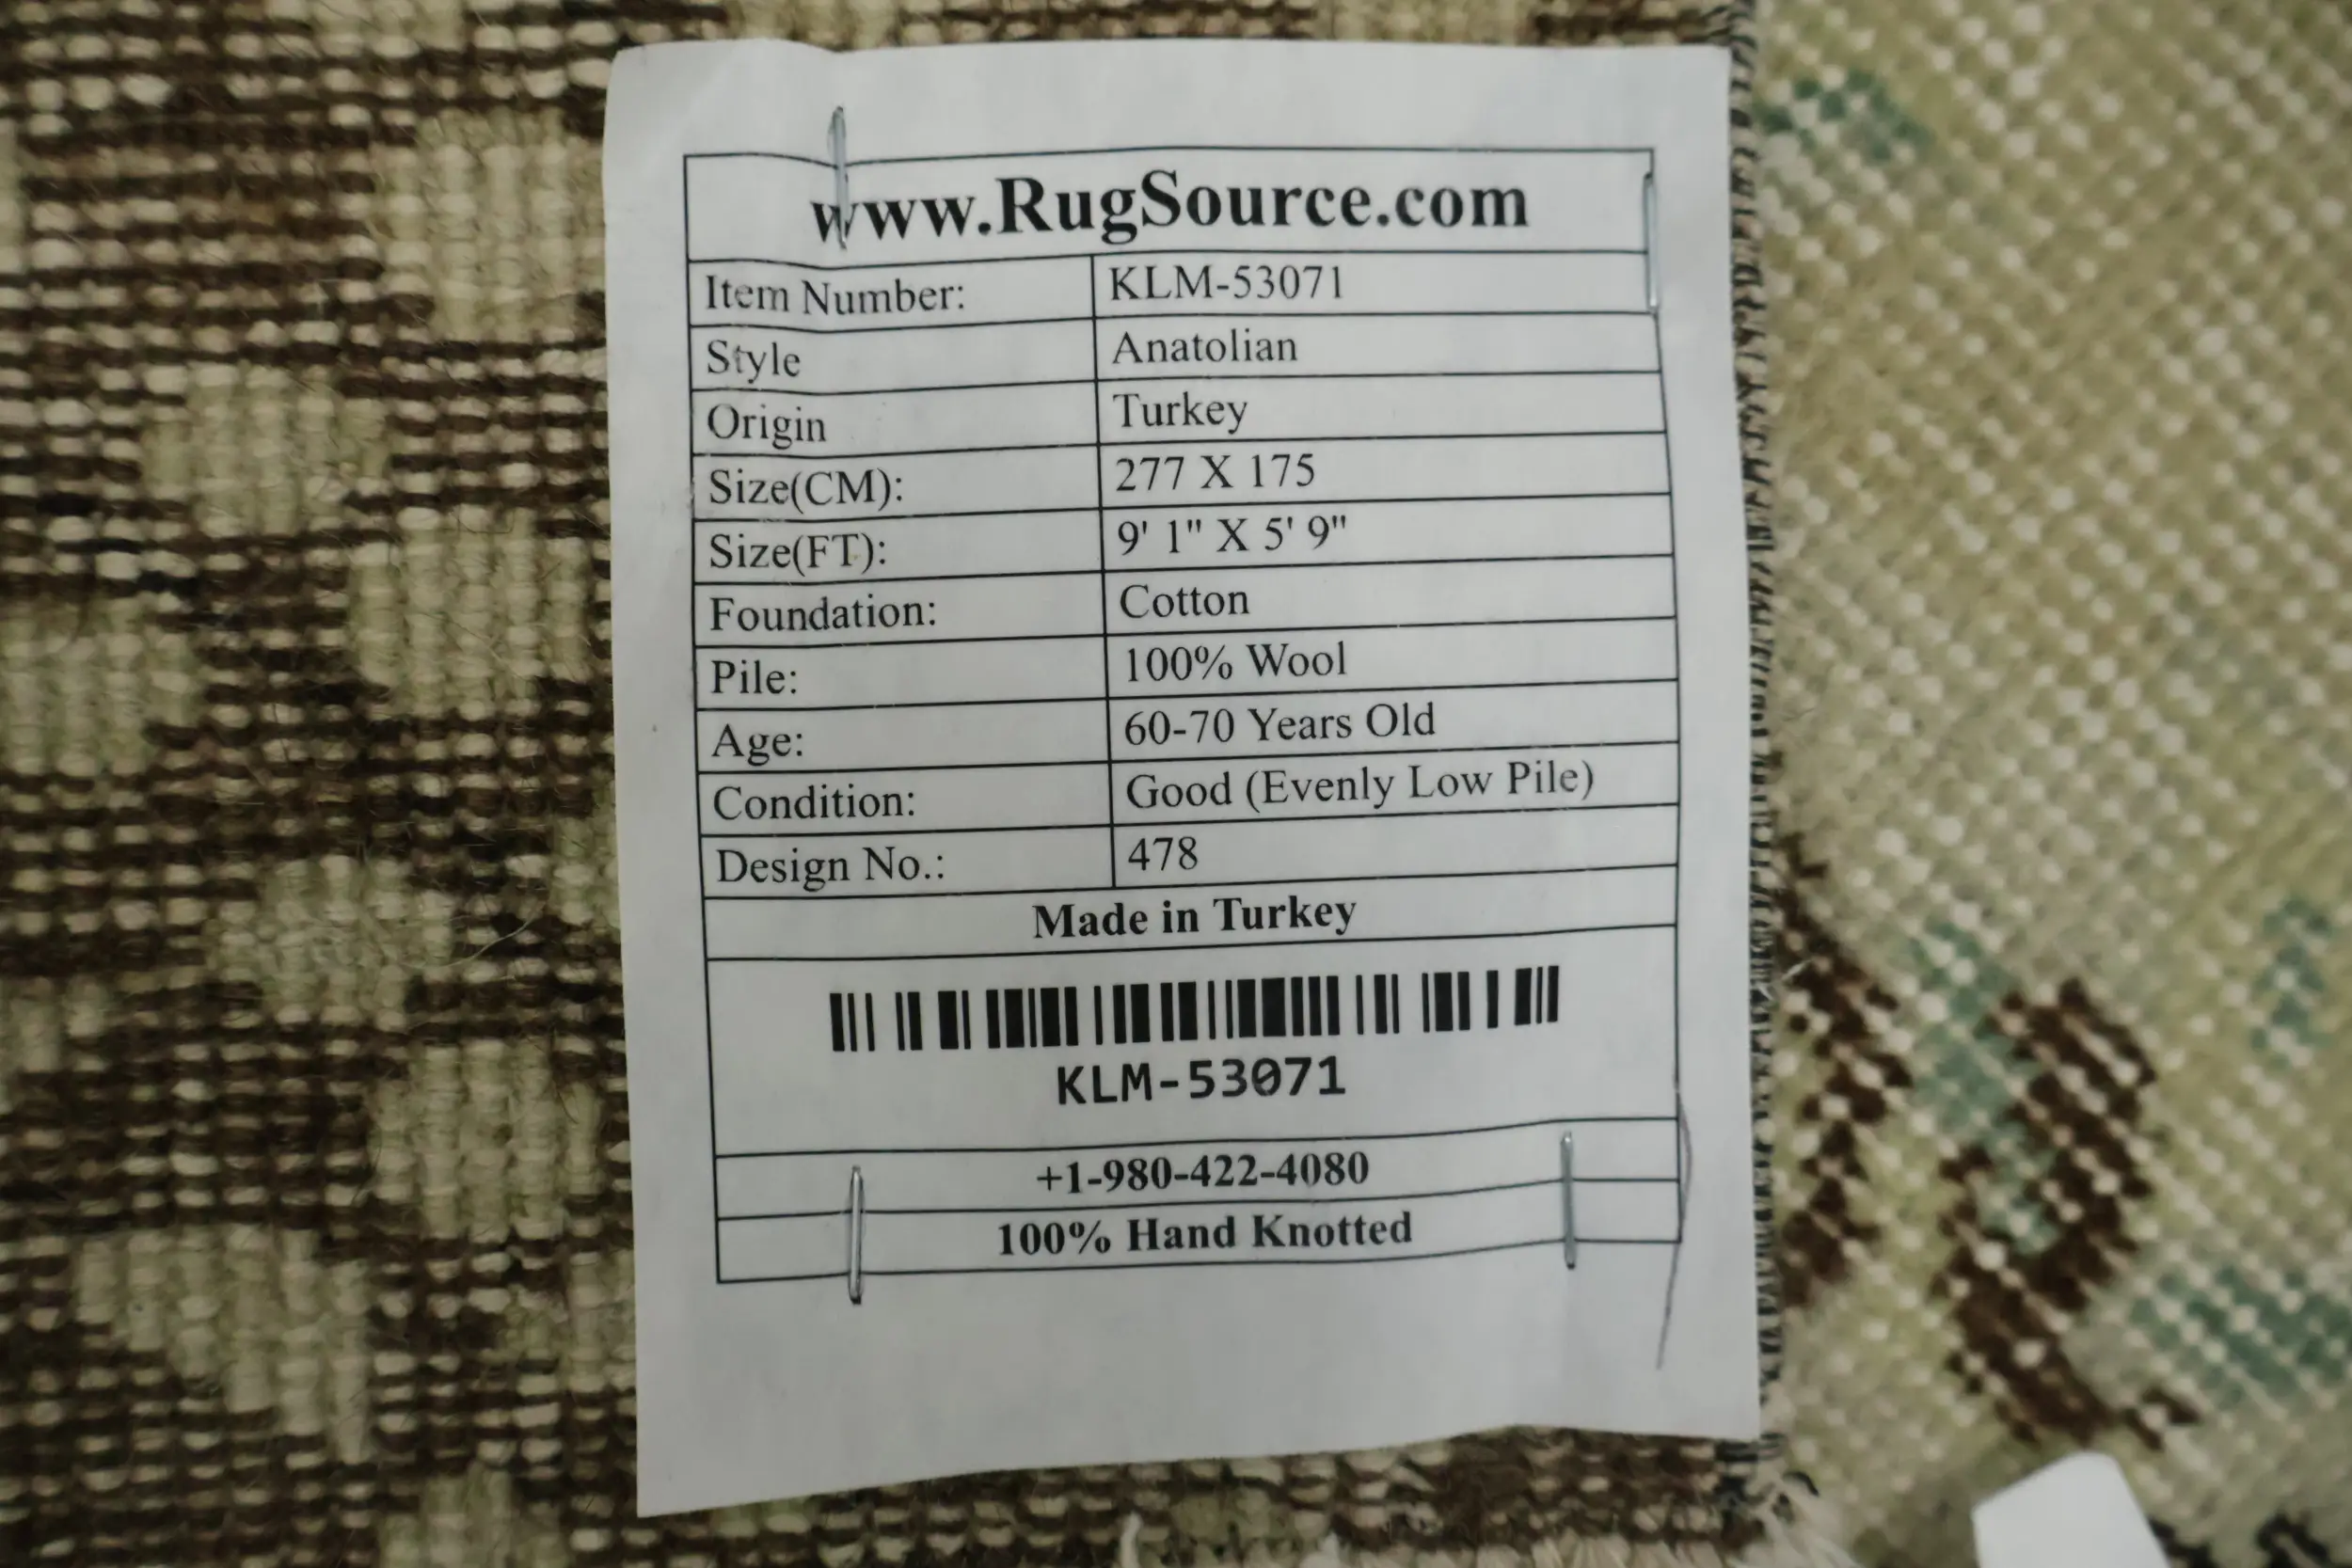 www.RugSource.com
Item Number: KLM-53071
Style Anatolian
Origin Turkey
Size(CM): 277 X 175
Size(FT): 9' 1" X 5' 9"
Foundation: Cotton
Pile: 100% Wool
Age: 60-70 Years Old
Condition: Good (Evenly Low Pile)
Design No.: 478
Made in Turkey
KLM-53071
+1-980-422-4080
100% Hand Knotted